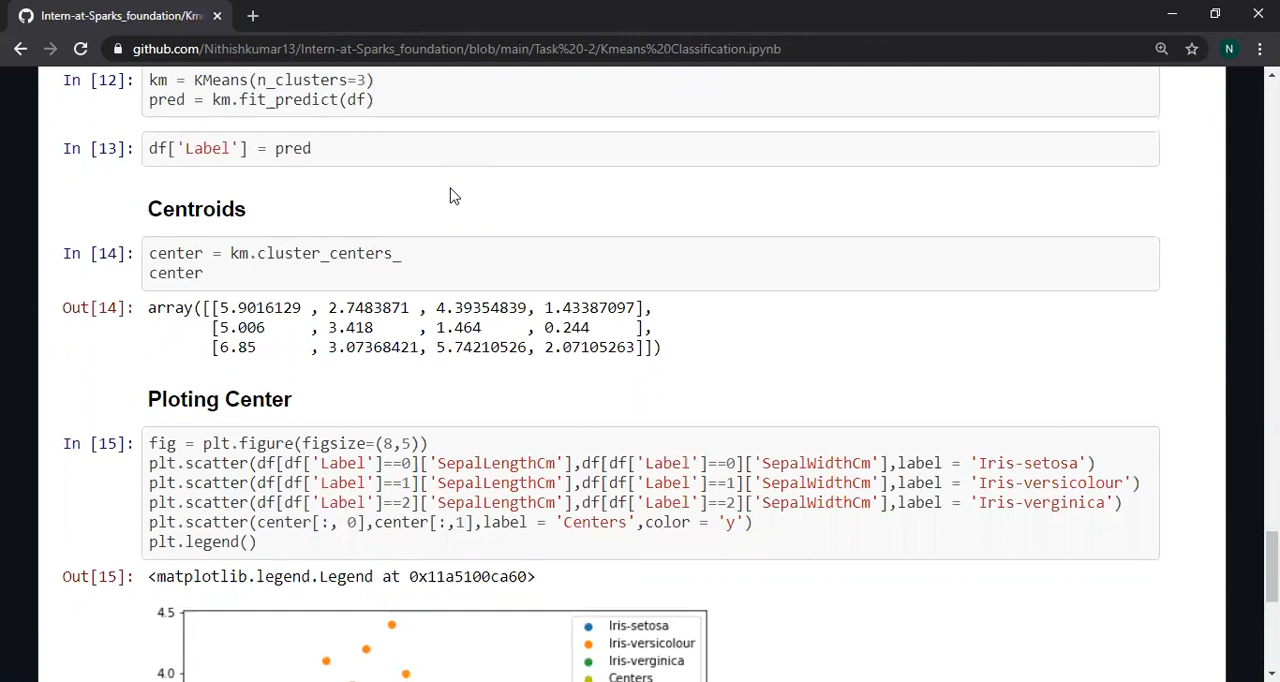 Intern-at-Sparks_foundation/Kme
github.com/Nithishkumar13/Intern-at-Sparks_foundation/blob/main/Task%20-2/Kmeans%20Classification.ipynb
N
In [12]: km = KMeans(n_clusters=3)
pred = km.fit_predict(df)
In [13]: df['Label'] = pred
Centroids
In [14]: center = km.cluster_centers_
center
Out[14]: array([[5.9016129 , 2.7483871 , 4.39354839, 1.43387097],
[5.006 , 3.418 , 1.464 , 0.244 ],
[6.85 , 3.07368421, 5.74210526, 2.07105263]])
Ploting Center
In [15]: fig = plt.figure(figsize=(8,5))
plt.scatter(df[df['Label']==0]['SepalLengthCm'],df[df['Label']==0]['SepalWidthCm'],label = 'Iris-setosa')
plt.scatter(df[df['Label']==1]['SepalLengthCm'],df[df['Label']==1]['SepalWidthCm'],label = 'Iris-versicolour')
plt.scatter(df[df['Label']==2]['SepalLengthCm'],df[df['Label']==2]['SepalWidthCm'],label = 'Iris-verginica')
plt.scatter(center[:, 0],center[:,1],label = 'Centers',color = 'y')
plt.legend()
Out[15]: <matplotlib.legend.Legend at 0x11a5100ca60>
4.5
Iris-setosa
Iris-versicolour
Iris-verginica
4.0
Centers